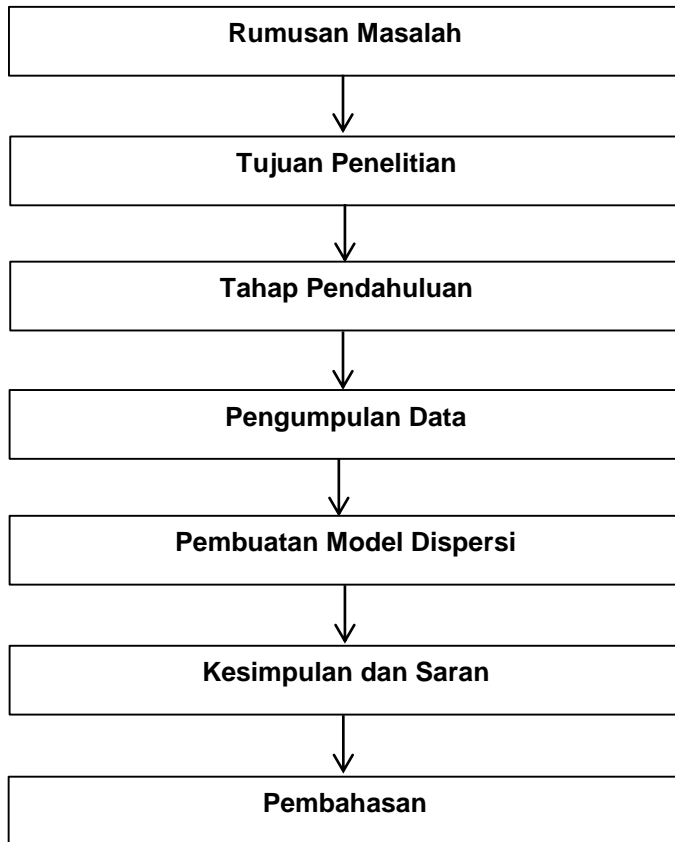 Rumusan Masalah
Tujuan Penelitian
Tahap Pendahuluan
Pengumpulan Data
Pembuatan Model Dispersi
Kesimpulan dan Saran
Pembahasan